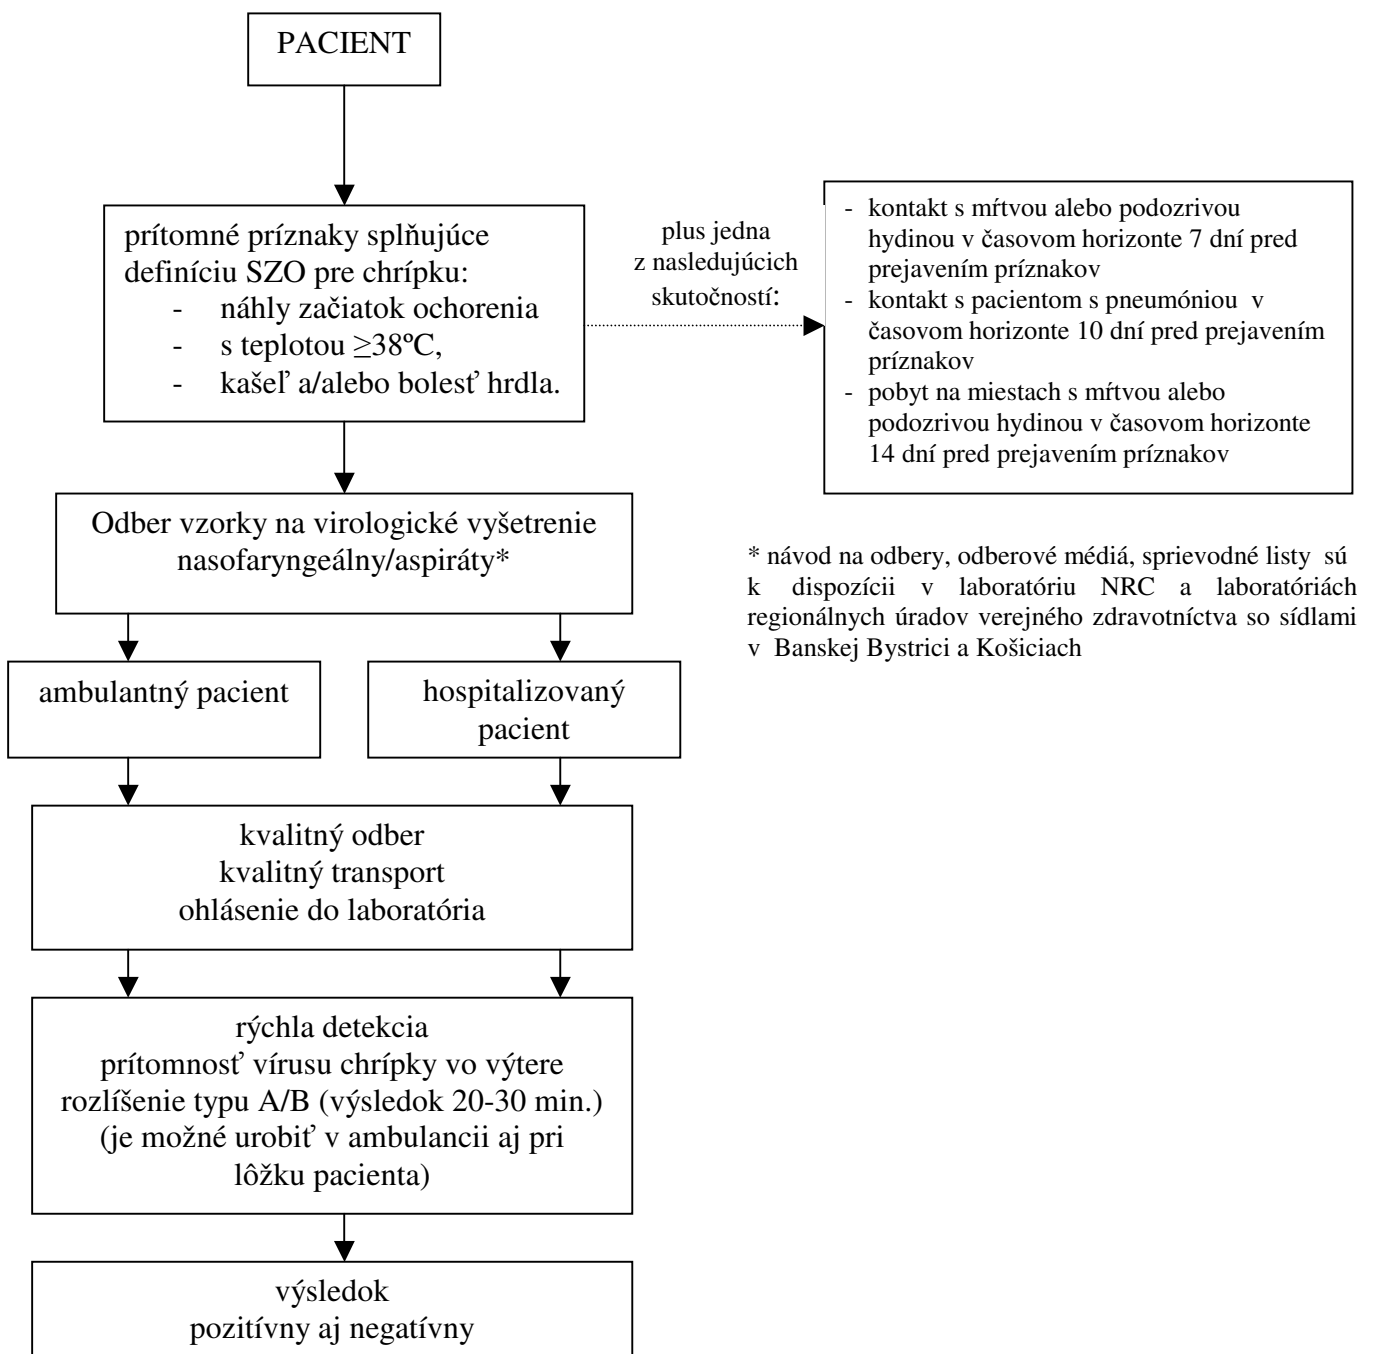 PACIENT
prítomné príznaky splňujúce
definíciu SZO pre chrípku:
- náhly začiatok ochorenia
- s teplotou ≥38ºC,
- kašeľ a/alebo bolesť hrdla.
plus jedna
z nasledujúcich
skutočností:
- kontakt s mŕtvou alebo podozrivou
hydinou v časovom horizonte 7 dní pred
prejavením príznakov
- kontakt s pacientom s pneumóniou v
časovom horizonte 10 dní pred prejavením
príznakov
- pobyt na miestach s mŕtvou alebo
podozrivou hydinou v časovom horizonte
14 dní pred prejavením príznakov
Odber vzorky na virologické vyšetrenie
nasofaryngeálny/aspiráty*
* návod na odbery, odberové médiá, sprievodné listy sú
k dispozícii v laboratóriu NRC a laboratóriách
regionálnych úradov verejného zdravotníctva so sídlami
v Banskej Bystrici a Košiciach
ambulantný pacient
hospitalizovaný
pacient
kvalitný odber
kvalitný transport
ohlásenie do laboratória
rýchla detekcia
prítomnosť vírusu chrípky vo výtere
rozlíšenie typu A/B (výsledok 20-30 min.)
(je možné urobiť v ambulancii aj pri
lôžku pacienta)
výsledok
pozitívny aj negatívny